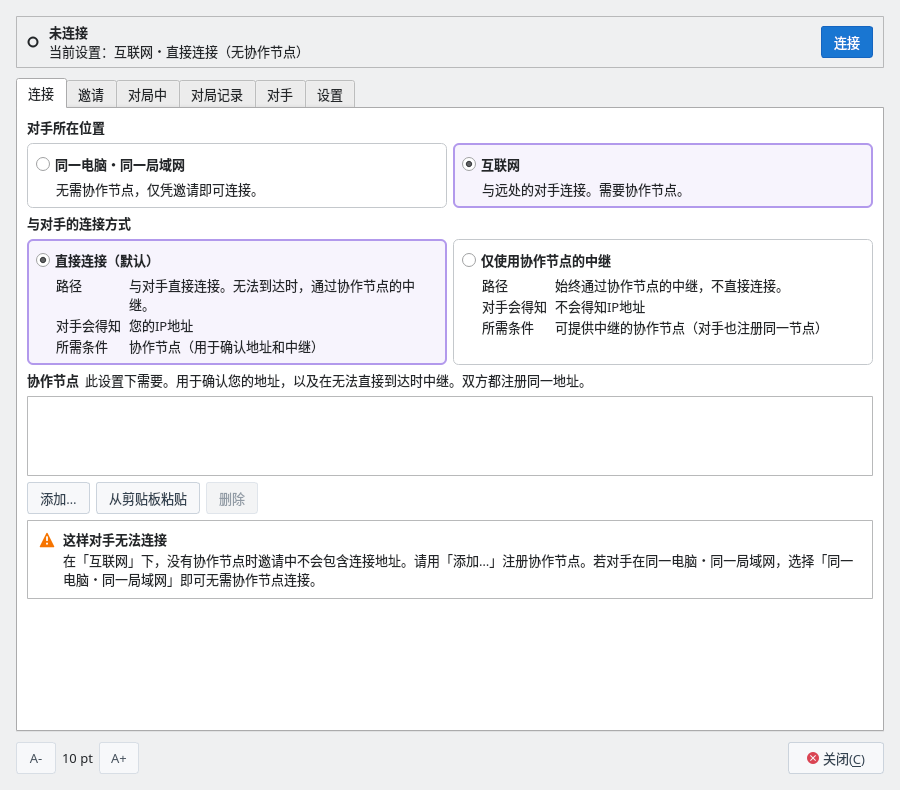 未连接
当前设置：互联网・直接连接（无协作节点）
连接
连接
邀请
对局中
对局记录
对手
设置
对手所在位置
同一电脑・同一局域网
无需协作节点，仅凭邀请即可连接。
互联网
与远处的对手连接。需要协作节点。
与对手的连接方式
直接连接（默认）
路径 与对手直接连接。无法到达时，通过协作节点的中
继。
对手会得知 您的IP地址
所需条件 协作节点（用于确认地址和中继）
仅使用协作节点的中继
路径 始终通过协作节点的中继，不直接连接。
对手会得知 不会得知IP地址
所需条件 可提供中继的协作节点（对手也注册同一节点）
协作节点 此设置下需要。用于确认您的地址，以及在无法直接到达时中继。双方都注册同一地址。
添加...
从剪贴板粘贴
删除
这样对手无法连接
在「互联网」下，没有协作节点时邀请中不会包含连接地址。请用「添加...」注册协作节点。若对手在同一电脑・同一局域网，选择「同一
电脑・同一局域网」即可无需协作节点连接。
A-
10 pt
A+
关闭(C)